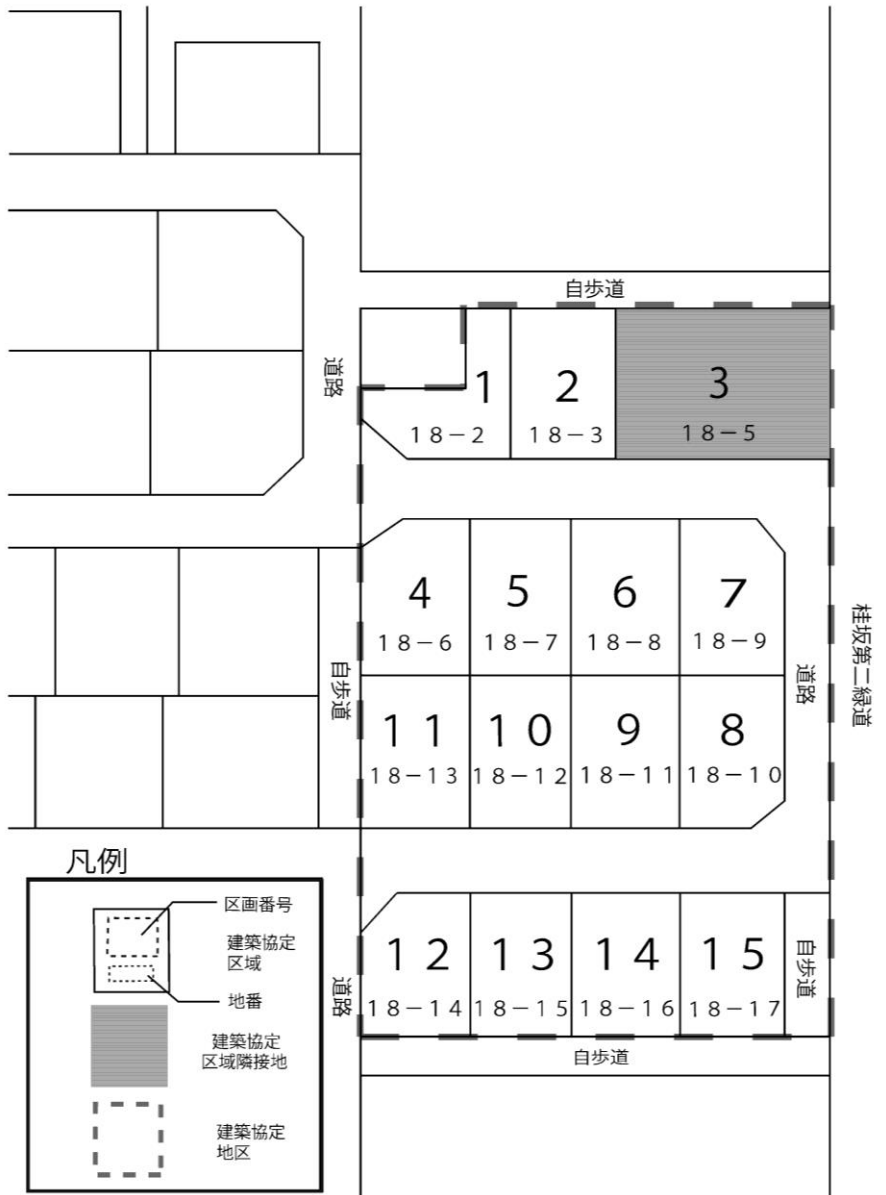 自歩道
道路
1
2
3
18-2
18-3
18-5
4
5
6
7
18-6
18-7
18-8
18-9
桂坂第二緑道
自歩道
道路
11
10
9
8
18-13
18-12
18-11
18-10
凡例
区画番号
建築協定
区域
地番
建築協定
区域隣接地
建築協定
地区
道路
12
13
14
15
18-14
18-15
18-16
18-17
自歩道
自歩道